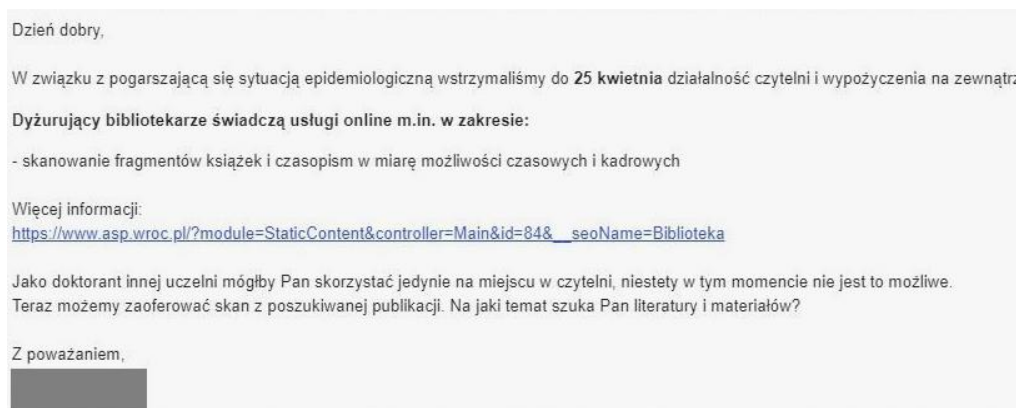 Dzień dobry,
W związku z pogarszającą się sytuacją epidemiologiczną wstrzymaliśmy do 25 kwietnia działalność czytelni i wypożyczenia na zewnątrz
Dyżurujący bibliotekarze świadczą usługi online m.in. w zakresie:
- skanowanie fragmentów książek i czasopism w miarę możliwości czasowych i kadrowych
Więcej informacji:
https://www.asp.wroc.pl/?module=StaticContent&controller=Main&id=84&__seoName=Biblioteka
Jako doktorant innej uczelni mógłby Pan skorzystać jedynie na miejscu w czytelni, niestety w tym momencie nie jest to możliwe.
Teraz możemy zaoferować skan z poszukiwanej publikacji. Na jaki temat szuka Pan literatury i materiałów?
Z poważaniem,